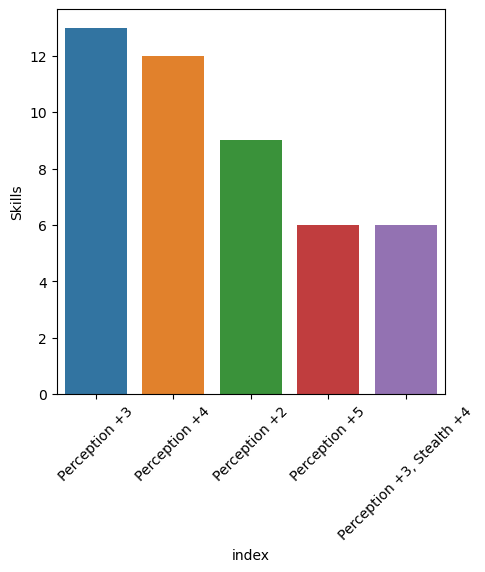 12
10
8
6
4
2
0
Skills
Perception +3
Perception +4
Perception +2
Perception +5
Perception +3, Stealth +4
index